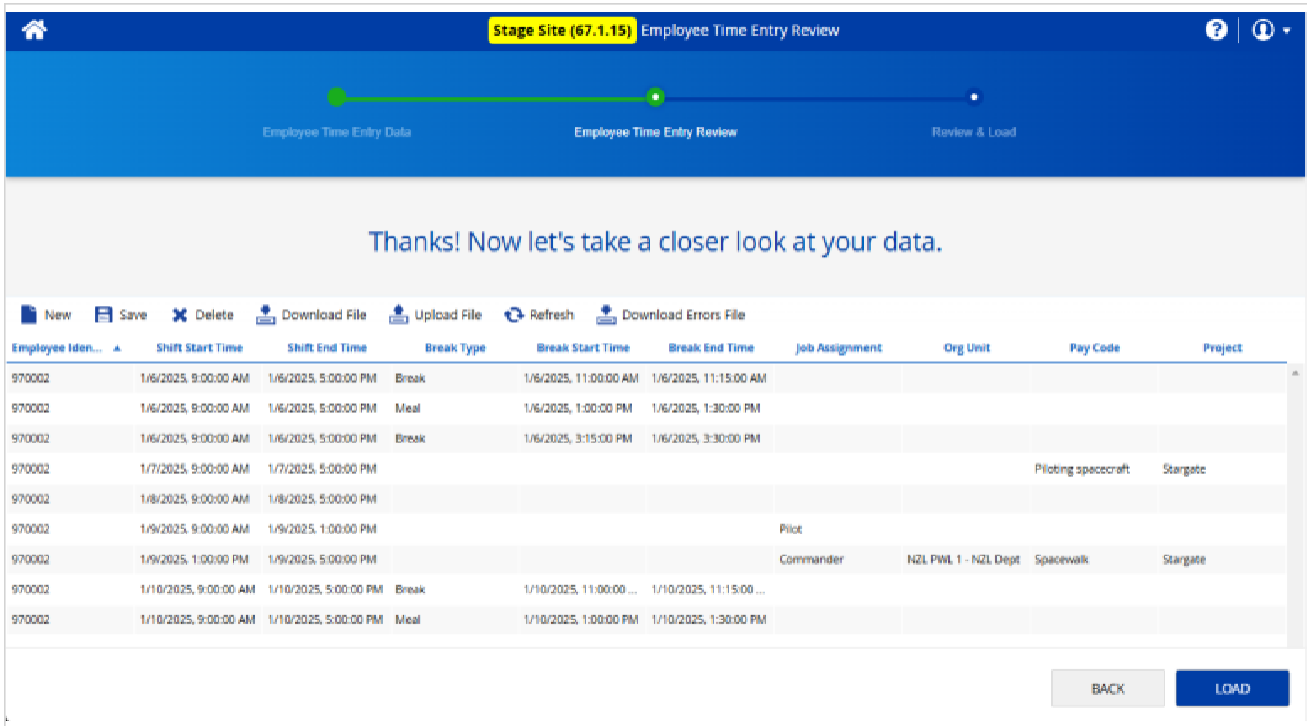 Stage Site (67.1.15) Employee Time Entry Review
Employee Time Entry Data Employee Time Entry Review Review & Load
Thanks! Now let's take a closer look at your data.
New Save Delete Download File Upload File Refresh Download Errors File
Employee Iden... Shift Start Time Shift End Time Break Type Break Start Time Break End Time Job Assignment Org Unit Pay Code Project
970002 1/6/2025, 9:00:00 AM 1/6/2025, 5:00:00 PM Break 1/6/2025, 11:00:00 AM 1/6/2025, 11:15:00 AM
970002 1/6/2025, 9:00:00 AM 1/6/2025, 5:00:00 PM Meal 1/6/2025, 1:00:00 PM 1/6/2025, 1:30:00 PM
970002 1/6/2025, 9:00:00 AM 1/6/2025, 5:00:00 PM Break 1/6/2025, 3:15:00 PM 1/6/2025, 3:30:00 PM
970002 1/7/2025, 9:00:00 AM 1/7/2025, 5:00:00 PM Piloting spacecraft Stargate
970002 1/8/2025, 9:00:00 AM 1/8/2025, 5:00:00 PM
970002 1/9/2025, 9:00:00 AM 1/9/2025, 1:00:00 PM Pilot
970002 1/9/2025, 1:00:00 PM 1/9/2025, 5:00:00 PM Commander NZL PWL 1 - NZL Dept Spacewalk Stargate
970002 1/10/2025, 9:00:00 AM 1/10/2025, 5:00:00 PM Break 1/10/2025, 11:00:00 ... 1/10/2025, 11:15:00 ...
970002 1/10/2025, 9:00:00 AM 1/10/2025, 5:00:00 PM Meal 1/10/2025, 1:00:00 PM 1/10/2025, 1:30:00 PM
BACK LOAD